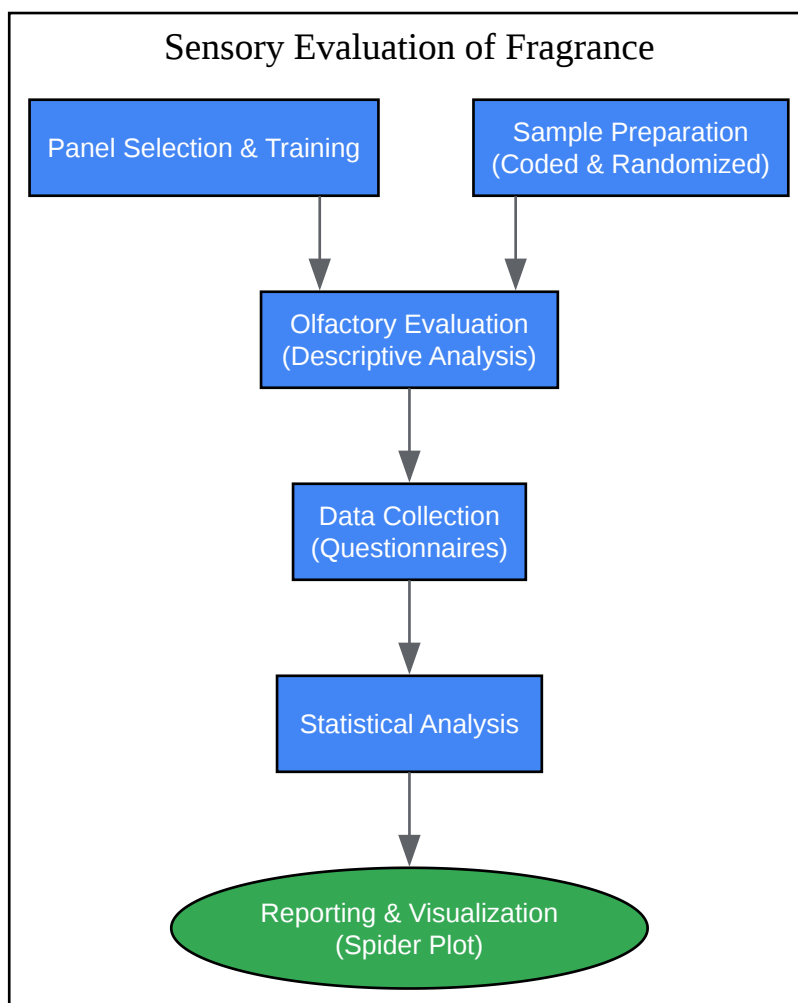 Sensory Evaluation of Fragrance
Panel Selection & Training
Sample Preparation
(Coded & Randomized)
Olfactory Evaluation
(Descriptive Analysis)
Data Collection
(Questionnaires)
Statistical Analysis
Reporting & Visualization
(Spider Plot)